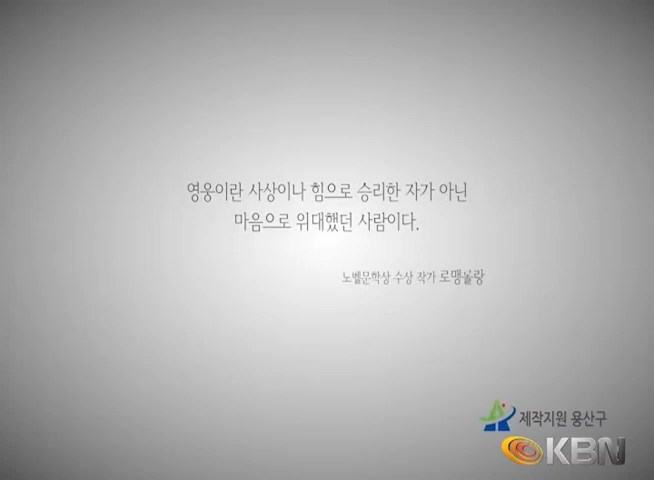 영웅이란 사상이나 힘으로 승리한 자가 아닌
마음으로 위대했던 사람이다.
노벨문학상 수상 작가 로맹롤랑
제작지원 용산구
KBN